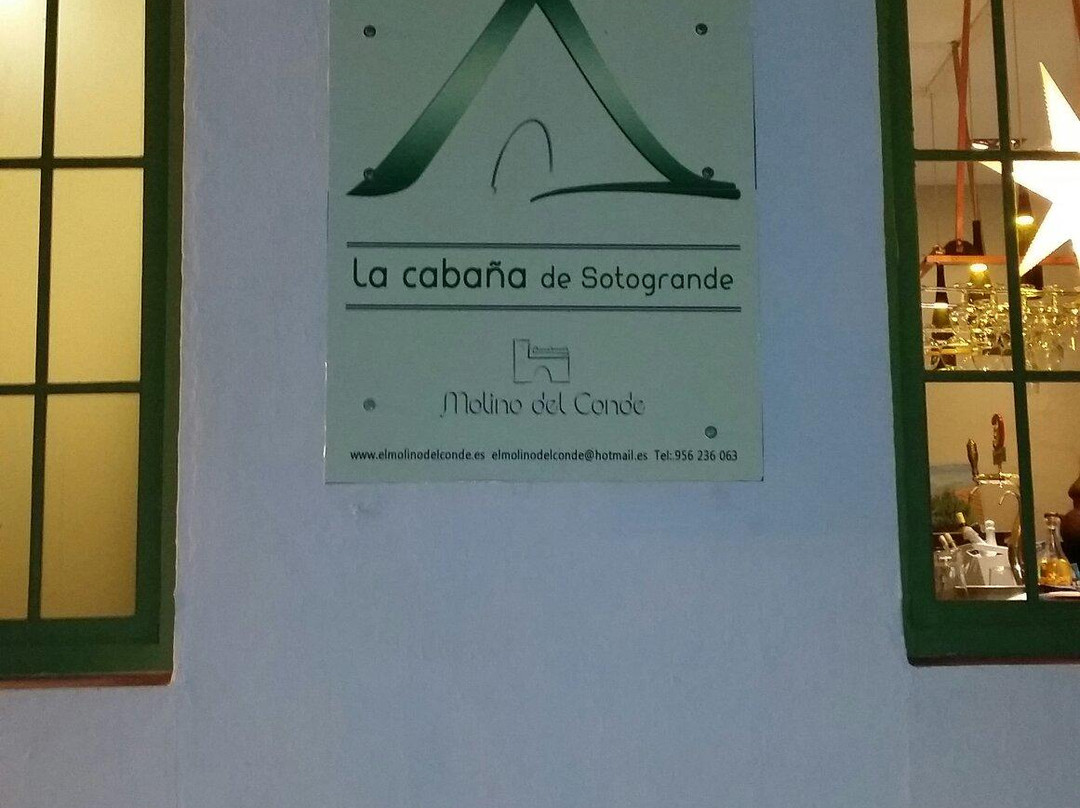 La cabaña de Sotogrande
Molino del Conde
www.elmolinodelconde.es elmolinodelconde@hotmail.es Tel:.956 236 063